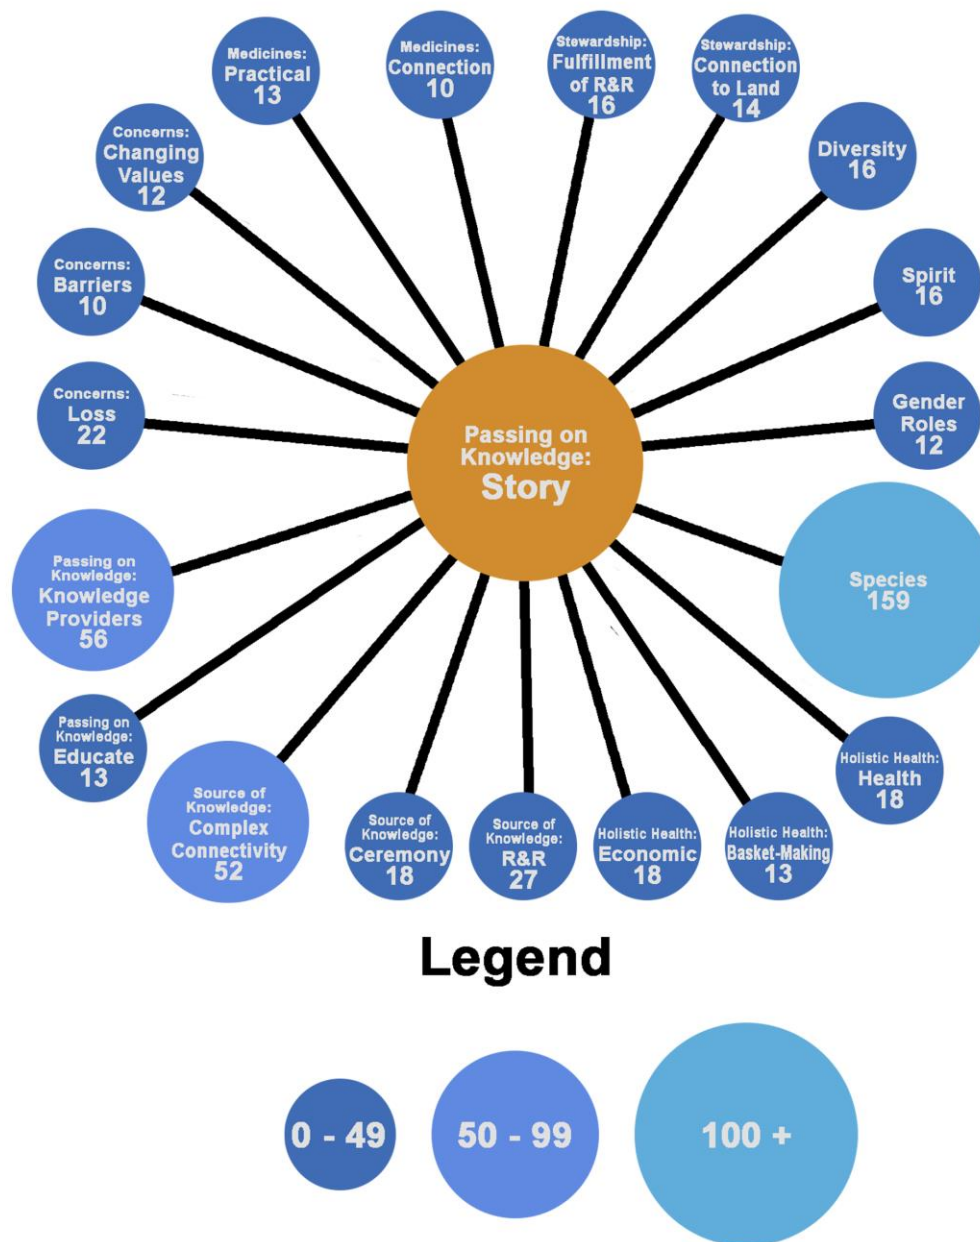 Medicines:
Practical
13
Medicines:
Connection
10
Stewardship:
Fulfillment
of R&R
16
Stewardship:
Connection
to Land
14
Concerns:
Changing
Values
12
Diversity
16
Concerns:
Barriers
10
Spirit
16
Concerns:
Loss
22
Gender
Roles
12
Passing on
Knowledge:
Story
Passing on
Knowledge:
Knowledge
Providers
56
Species
159
Passing on
Knowledge:
Educate
13
Holistic Health:
Health
18
Source of
Knowledge:
Complex
Connectivity
52
Source of
Knowledge:
Ceremony
18
Source of
Knowledge:
R&R
27
Holistic Health:
Economic
18
Holistic Health:
Basket-Making
13
Legend
0 - 49
50 - 99
100 +